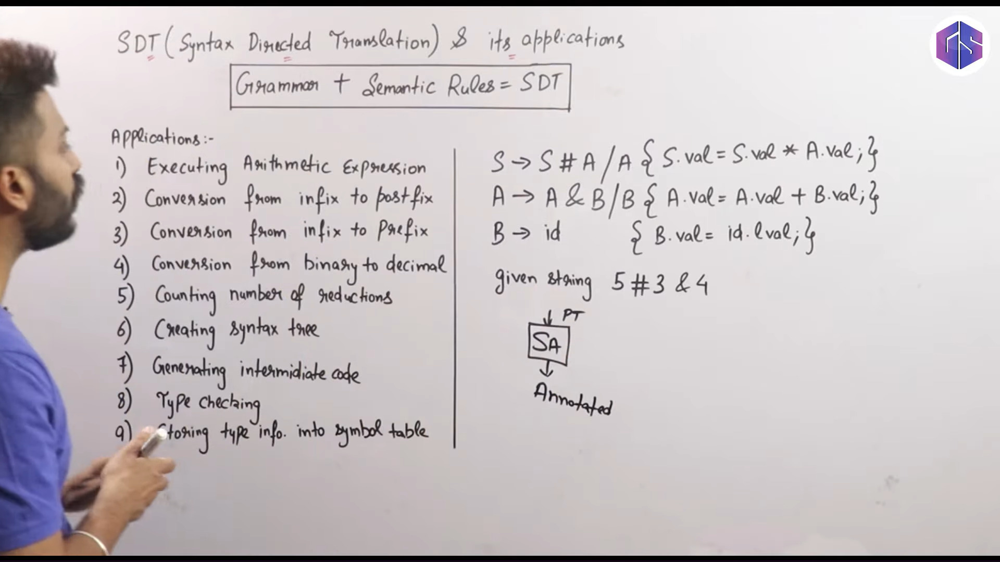 SDT (Syntax Directed Translation) & its applications
Grammar + Semantic Rules = SDT
Applications:-
1) Executing Arithmetic Expression
2) Conversion from infix to postfix
3) Conversion from infix to Prefix
4) Conversion from binary to decimal
5) Counting number of reductions
6) Creating syntax tree
7) Generating intermidiate code
8) Type checking
9) Storing type info. into symbol table
S → S # A / A { S.val = S.val * A.val; }
A → A & B / B { A.val = A.val + B.val; }
B → id { B.val = id.lval; }
given string 5 # 3 & 4
↓ PT
SA
↓
Annotated